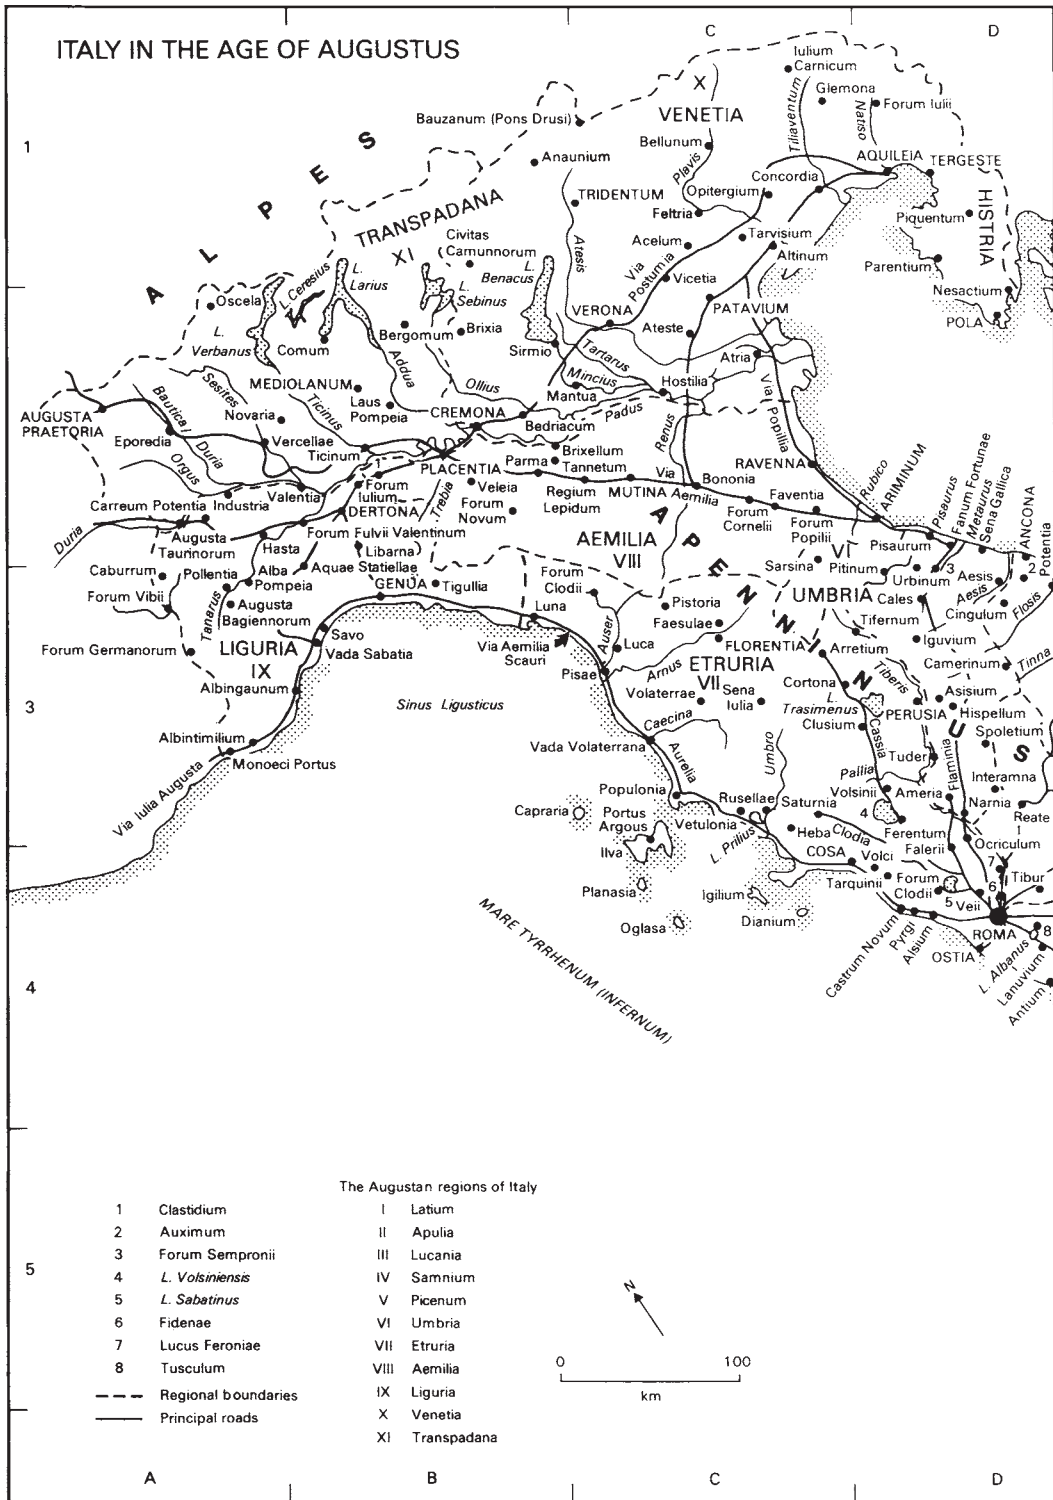 ITALY IN THE AGE OF AUGUSTUS
C
D
1
3
4
5
A
B
C
D
ALPES
APENNINUS
X
VENETIA
TRANSPADANA
XI
HISTRIA
AEMILIA
VIII
VI
UMBRIA
LIGURIA
IX
ETRURIA
VII
Iulium
Carnicum
Glemona
Forum Iulii
Tiliaventum
Natiso
Bauzanum (Pons Drusi)
Anaunium
Bellunum
Plavis
AQUILEIA
TERGESTE
Concordia
Opitergium
TRIDENTUM
Feltria
Piquentum
Civitas
Camunnorum
Atesis
Acelum
Tarvisium
Altinum
Parentium
Via
Postumia
Vicetia
Nesactium
POLA
L.
Benacus
L.
Larius
L. Ceresius
L.
Sebinus
Oscela
L.
Verbanus
Comum
Bergomum
Brixia
VERONA
PATAVIUM
Ateste
Sirmio
Tartarus
Atria
Mincius
Hostilia
Mantua
Addua
Ollius
Padus
Renus
Via Popillia
MEDIOLANUM
Laus
Pompeia
CREMONA
Bedriacum
Sesites
Ticinus
Novaria
Bautica/
Duria
AUGUSTA
PRAETORIA
Eporedia
Vercellae
Ticinum
Orgus
PLACENTIA
1
Brixellum
Parma
Tannetum
Via
Aemilia
RAVENNA
Rubico
ARIMINUM
Pisaurus
Fanum Fortunae
Metaurus
Sena Gallica
ANCONA
Potentia
Valentia
Forum
Iulium
DERTONA
Trebia
Veleia
Forum
Novum
Regium
Lepidum
MUTINA
Bononia
Faventia
Forum
Cornelii
Forum
Popilii
Carreum Potentia
Industria
Duria
Augusta
Taurinorum
Hasta
Forum Fulvii Valentinum
Libarna
Pisaurum
3
2
Sarsina
Pitinum
Urbinum
Aesis
Aesis
Caburrum
Pollentia
Alba
Pompeia
Aquae Statiellae
GENUA
Tigullia
Forum
Clodii
Cales
Cingulum
Flosis
Forum Vibii
Tanarus
Augusta
Bagiennorum
Luna
Pistoria
Faesulae
FLORENTIA
Tifernum
Iguvium
Auser
Luca
Savo
Vada Sabatia
Via Aemilia
Scauri
Arretium
Camerinum
Tinna
Forum Germanorum
Pisae
Arnus
Tiberis
Albingaunum
Sinus Ligusticus
Volaterrae
Sena
Iulia
Cortona
L.
Trasimenus
Clusium
PERUSIA
Asisium
Hispellum
Spoletium
Albintimilium
Monoeci Portus
Caecina
Vada Volaterrana
Aurelia
Umbro
Cassia
Tuder
Flaminia
Via Iulia Augusta
Pallia
Interamna
Populonia
Volsinii
4
Ameria
Narnia
Reate
Capraria
Portus
Argous
Ilva
Rusellae
Saturnia
Vetulonia
L. Prilius
Heba
Clodia
Ferentum
Falerii
Ocriculum
COSA
Volci
7
Tibur
Planasia
Igilium
Tarquinii
Forum
Clodii
5
Veii
6
Oglasa
Dianium
ROMA
8
Castrum Novum
Pyrgi
Alsium
OSTIA
L. Albanus
Lanuvium
Antium
MARE TYRRHENUM (INFERNUM)
1 Clastidium
2 Auximum
3 Forum Sempronii
4 L. Volsiniensis
5 L. Sabatinus
6 Fidenae
7 Lucus Feroniae
8 Tusculum
Regional boundaries
Principal roads
The Augustan regions of Italy
I Latium
II Apulia
III Lucania
IV Samnium
V Picenum
VI Umbria
VII Etruria
VIII Aemilia
IX Liguria
X Venetia
XI Transpadana
N
0 100
km